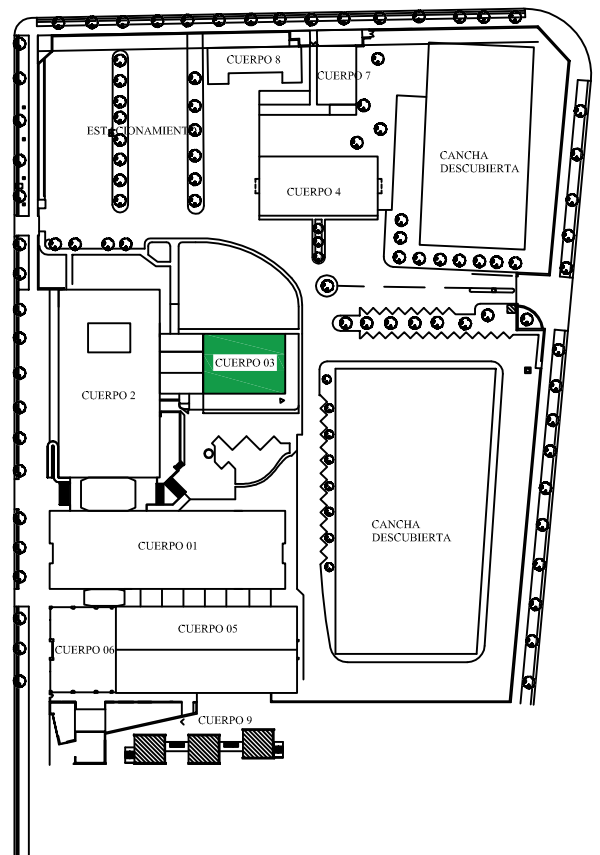 CUERPO 8
CUERPO 7
ESTACIONAMIENTO
CANCHA
DESCUBIERTA
CUERPO 4
CUERPO 03
CUERPO 2
CANCHA
DESCUBIERTA
CUERPO 01
CUERPO 05
CUERPO 06
CUERPO 9